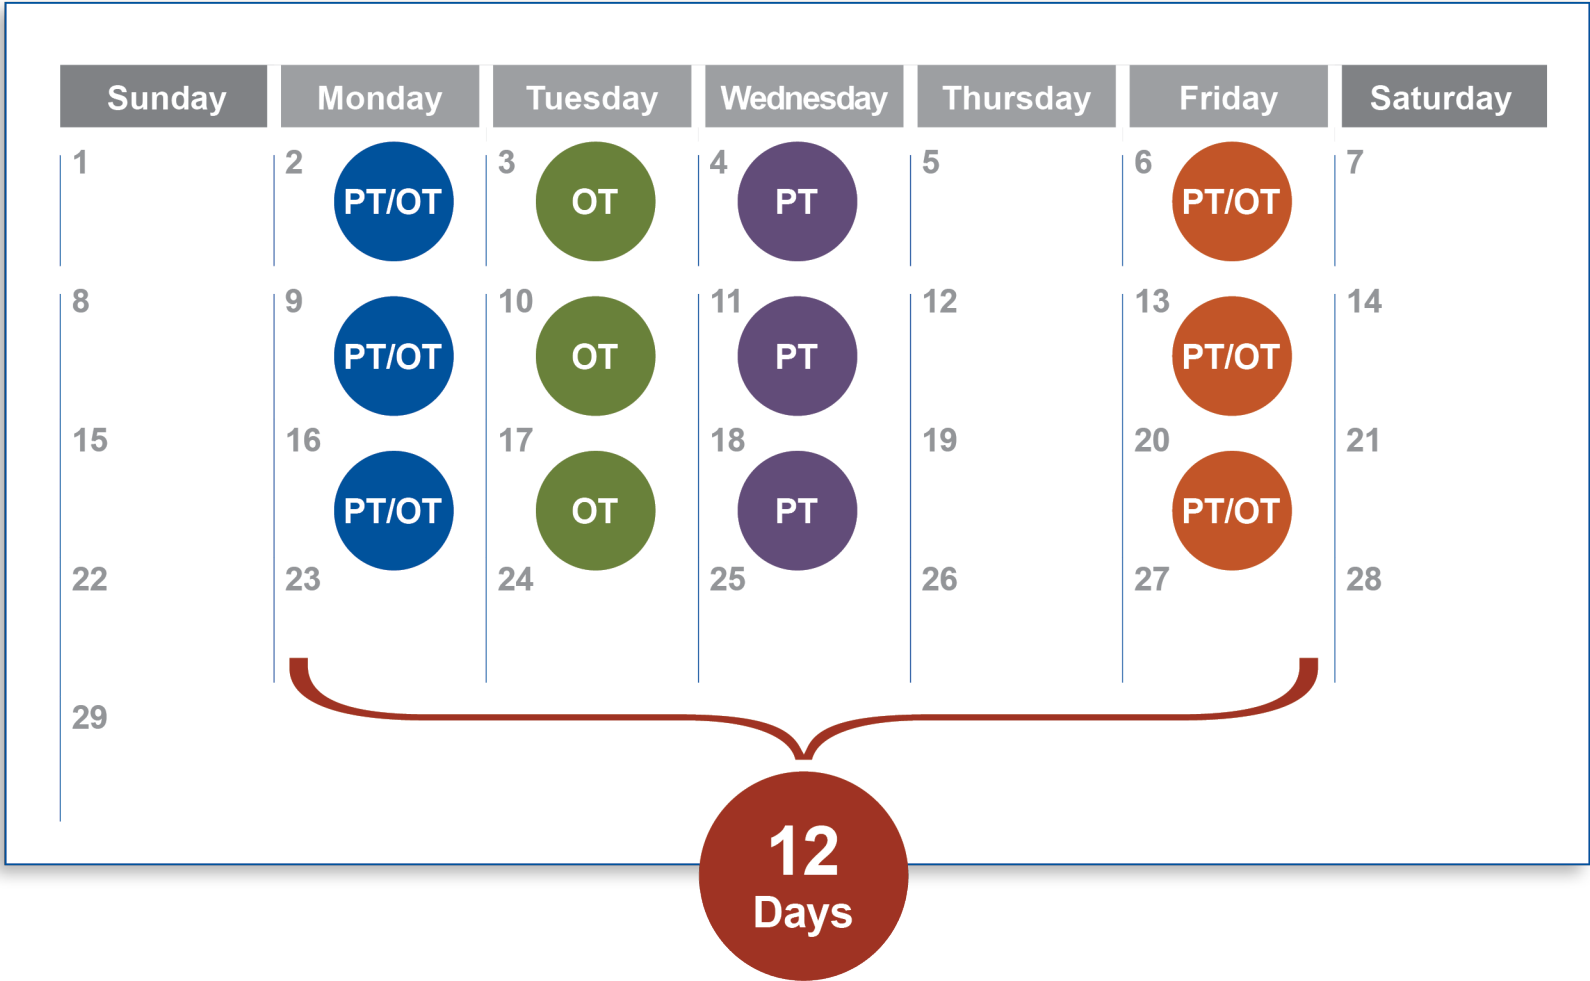 Sunday Monday Tuesday Wednesday Thursday Friday Saturday
1 2 3 4 5 6 7
PT/OT OT PT PT/OT
8 9 10 11 12 13 14
PT/OT OT PT PT/OT
15 16 17 18 19 20 21
PT/OT OT PT PT/OT
22 23 24 25 26 27 28
29
12
Days